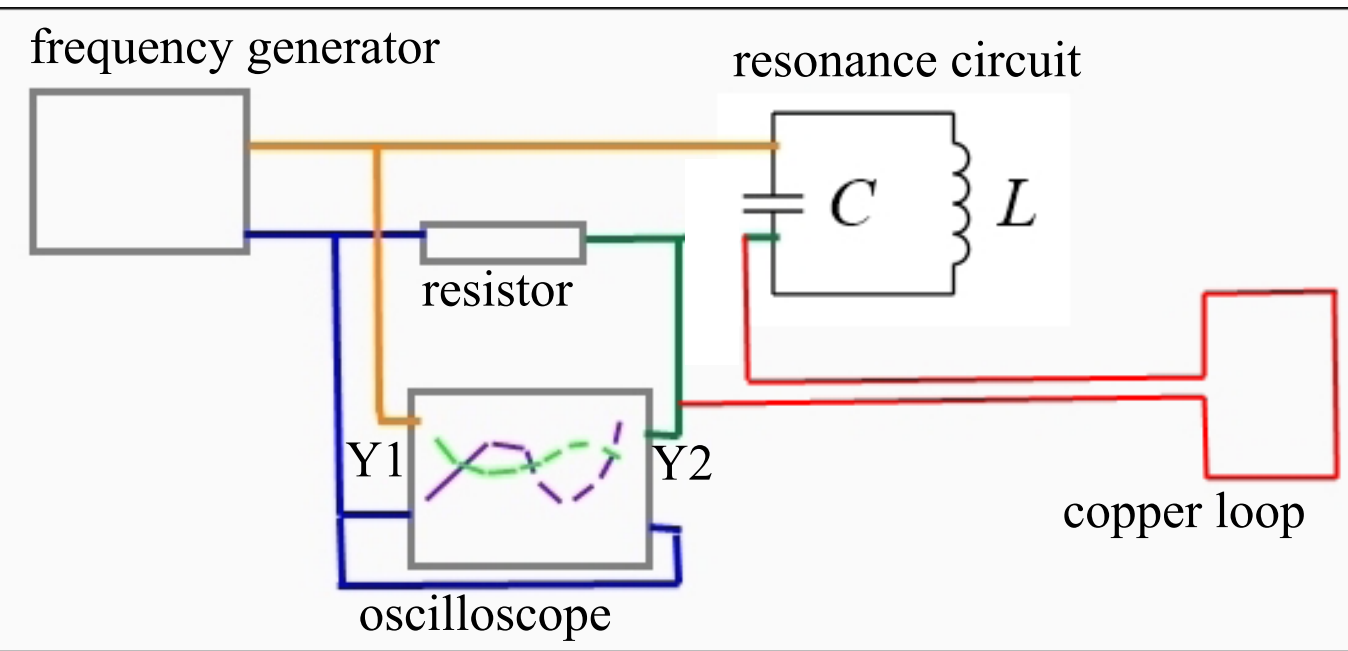 frequency generator
resonance circuit
C
L
resistor
Y1
Y2
copper loop
oscilloscope